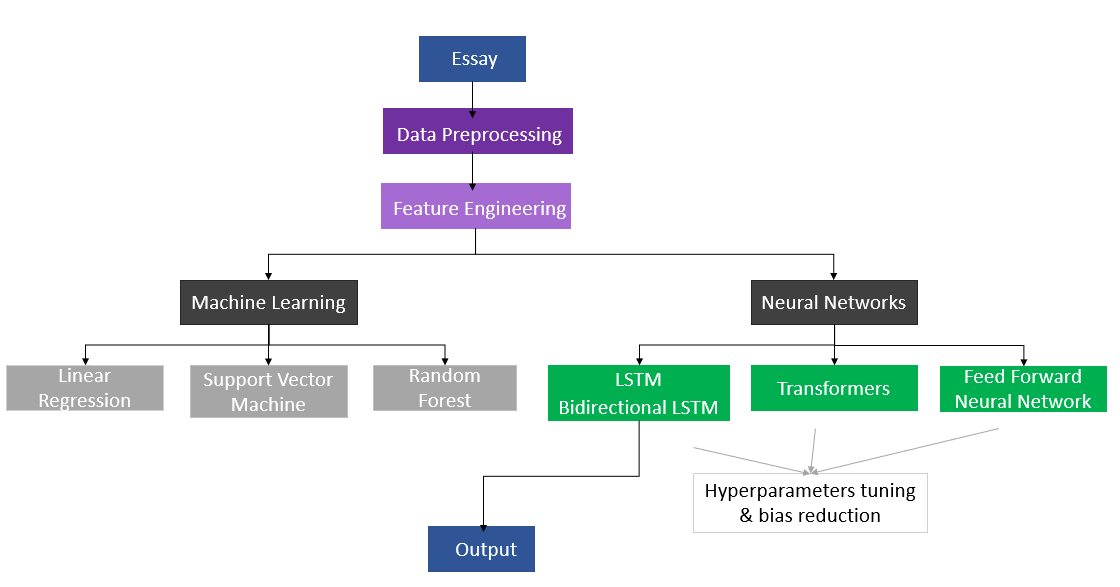 Essay
Data Preprocessing
Feature Engineering
Machine Learning
Neural Networks
Linear
Regression
Support Vector
Machine
Random
Forest
LSTM
Bidirectional LSTM
Transformers
Feed Forward
Neural Network
Hyperparameters tuning
& bias reduction
Output